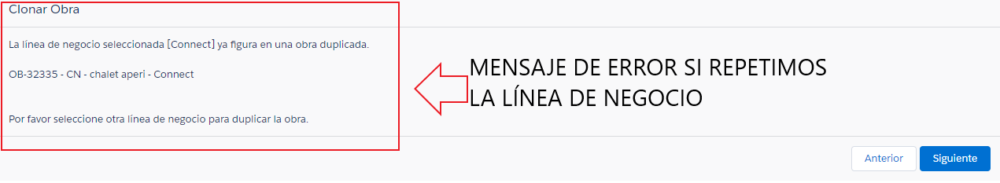 Clonar Obra
La línea de negocio seleccionada [Connect] ya figura en una obra duplicada.
OB-32335 - CN - chalet aperi - Connect
Por favor seleccione otra línea de negocio para duplicar la obra.
MENSAJE DE ERROR SI REPETIMOS
LA LÍNEA DE NEGOCIO
Anterior
Siguiente